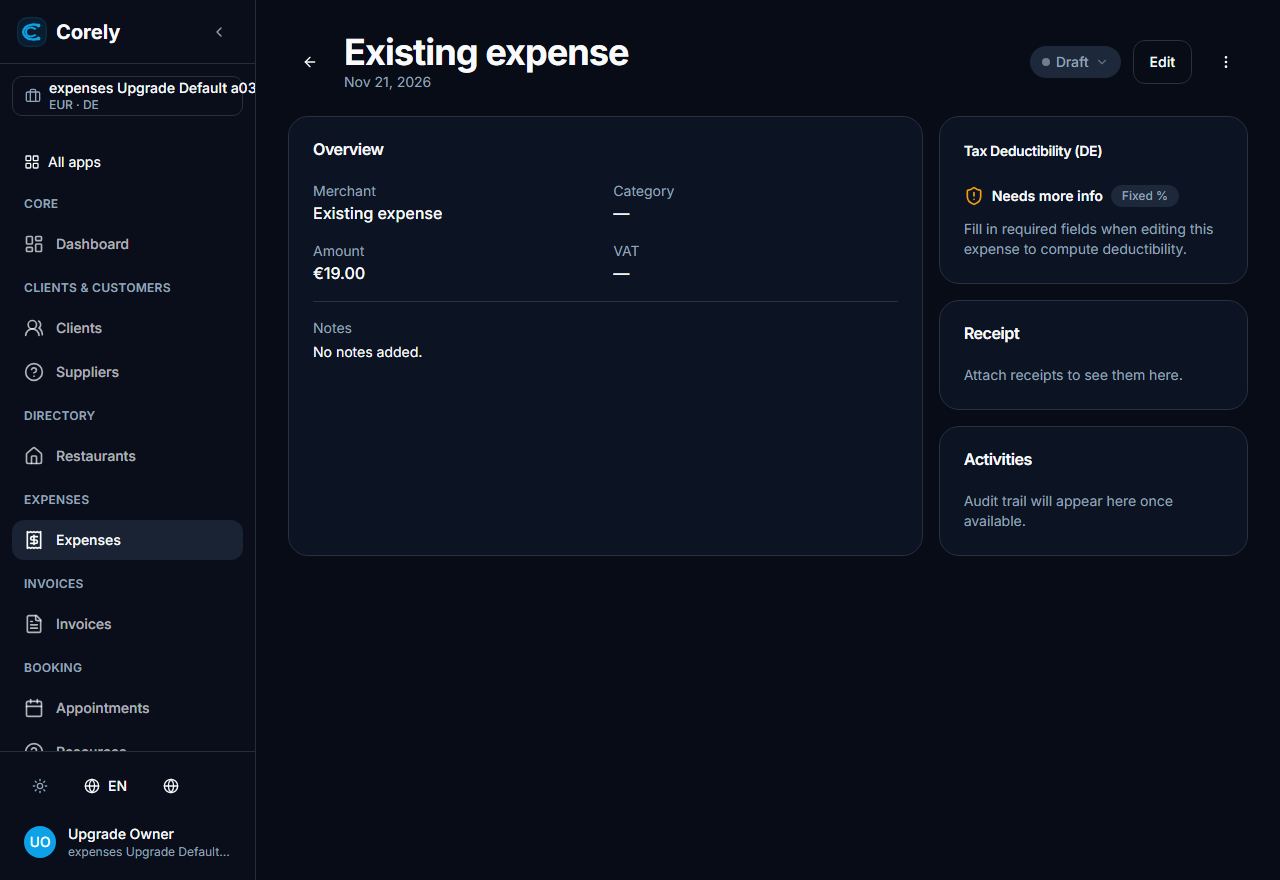 Corely
expenses Upgrade Default a03
EUR · DE
All apps
CORE
Dashboard
CLIENTS & CUSTOMERS
Clients
Suppliers
DIRECTORY
Restaurants
EXPENSES
Expenses
INVOICES
Invoices
BOOKING
Appointments
Resources
EN
UO
Upgrade Owner
expenses Upgrade Default...
Existing expense
Nov 21, 2026
Draft
Edit
Overview
Merchant
Existing expense
Category
—
Amount
€19.00
VAT
—
Notes
No notes added.
Tax Deductibility (DE)
Needs more info
Fixed %
Fill in required fields when editing this
expense to compute deductibility.
Receipt
Attach receipts to see them here.
Activities
Audit trail will appear here once
available.